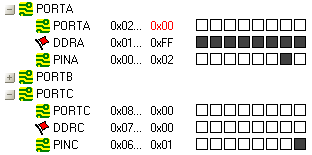 PORTA
PORTA 0x02... 0x00
DDRA 0x01... 0xFF
PINA 0x00... 0x02
PORTB
PORTC
PORTC 0x08... 0x00
DDRC 0x07... 0x00
PINC 0x06... 0x01